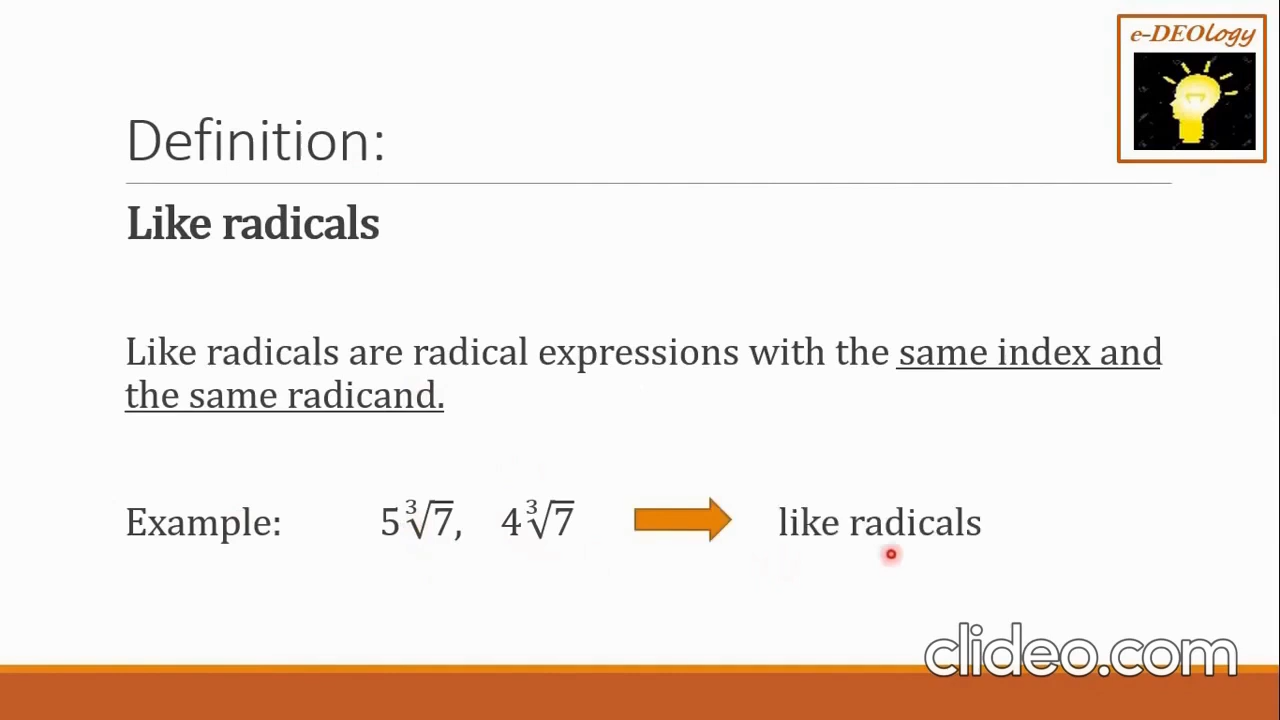 e-DEOlogy
Definition:
Like radicals
Like radicals are radical expressions with the same index and
the same radicand.
Example: 5∛7, 4∛7 like radicals
clideo.com